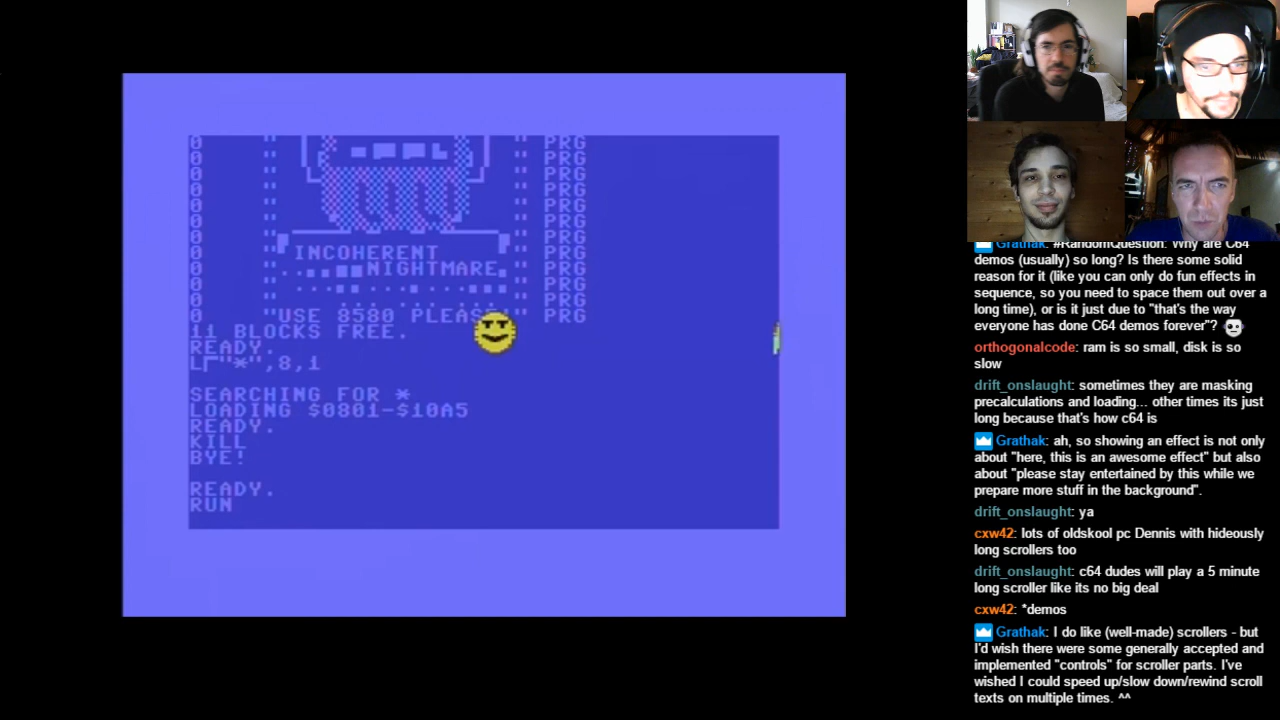 0 " " PRG
0 " " PRG
0 " " PRG
0 " " PRG
0 " " PRG
0 " " PRG
0 " " PRG
0 " INCOHERENT " PRG
0 " NIGHTMARE " PRG
0 " " PRG
0 " " PRG
0 "USE 8580 PLEASE!" PRG
11 BLOCKS FREE.
READY.
L "*",8,1
SEARCHING FOR *
LOADING $0801-$10A5
READY.
KILL
BYE!
READY.
RUN
Grathak: #RandomQuestion: Why are C64
demos (usually) so long? Is there some solid
reason for it (like you can only do fun effects in
sequence, so you need to space them out over a
long time), or is it just due to "that's the way
everyone has done C64 demos forever"?
orthogonalcode: ram is so small, disk is so
slow
drift_onslaught: sometimes they are masking
precalculations and loading... other times its just
long because that's how c64 is
Grathak: ah, so showing an effect is not only
about "here, this is an awesome effect" but also
about "please stay entertained by this while we
prepare more stuff in the background".
drift_onslaught: ya
cxw42: lots of oldskool pc Dennis with hideously
long scrollers too
drift_onslaught: c64 dudes will play a 5 minute
long scroller like its no big deal
cxw42: *demos
Grathak: I do like (well-made) scrollers - but
I'd wish there were some generally accepted and
implemented "controls" for scroller parts. I've
wished I could speed up/slow down/rewind scroll
texts on multiple times. ^^